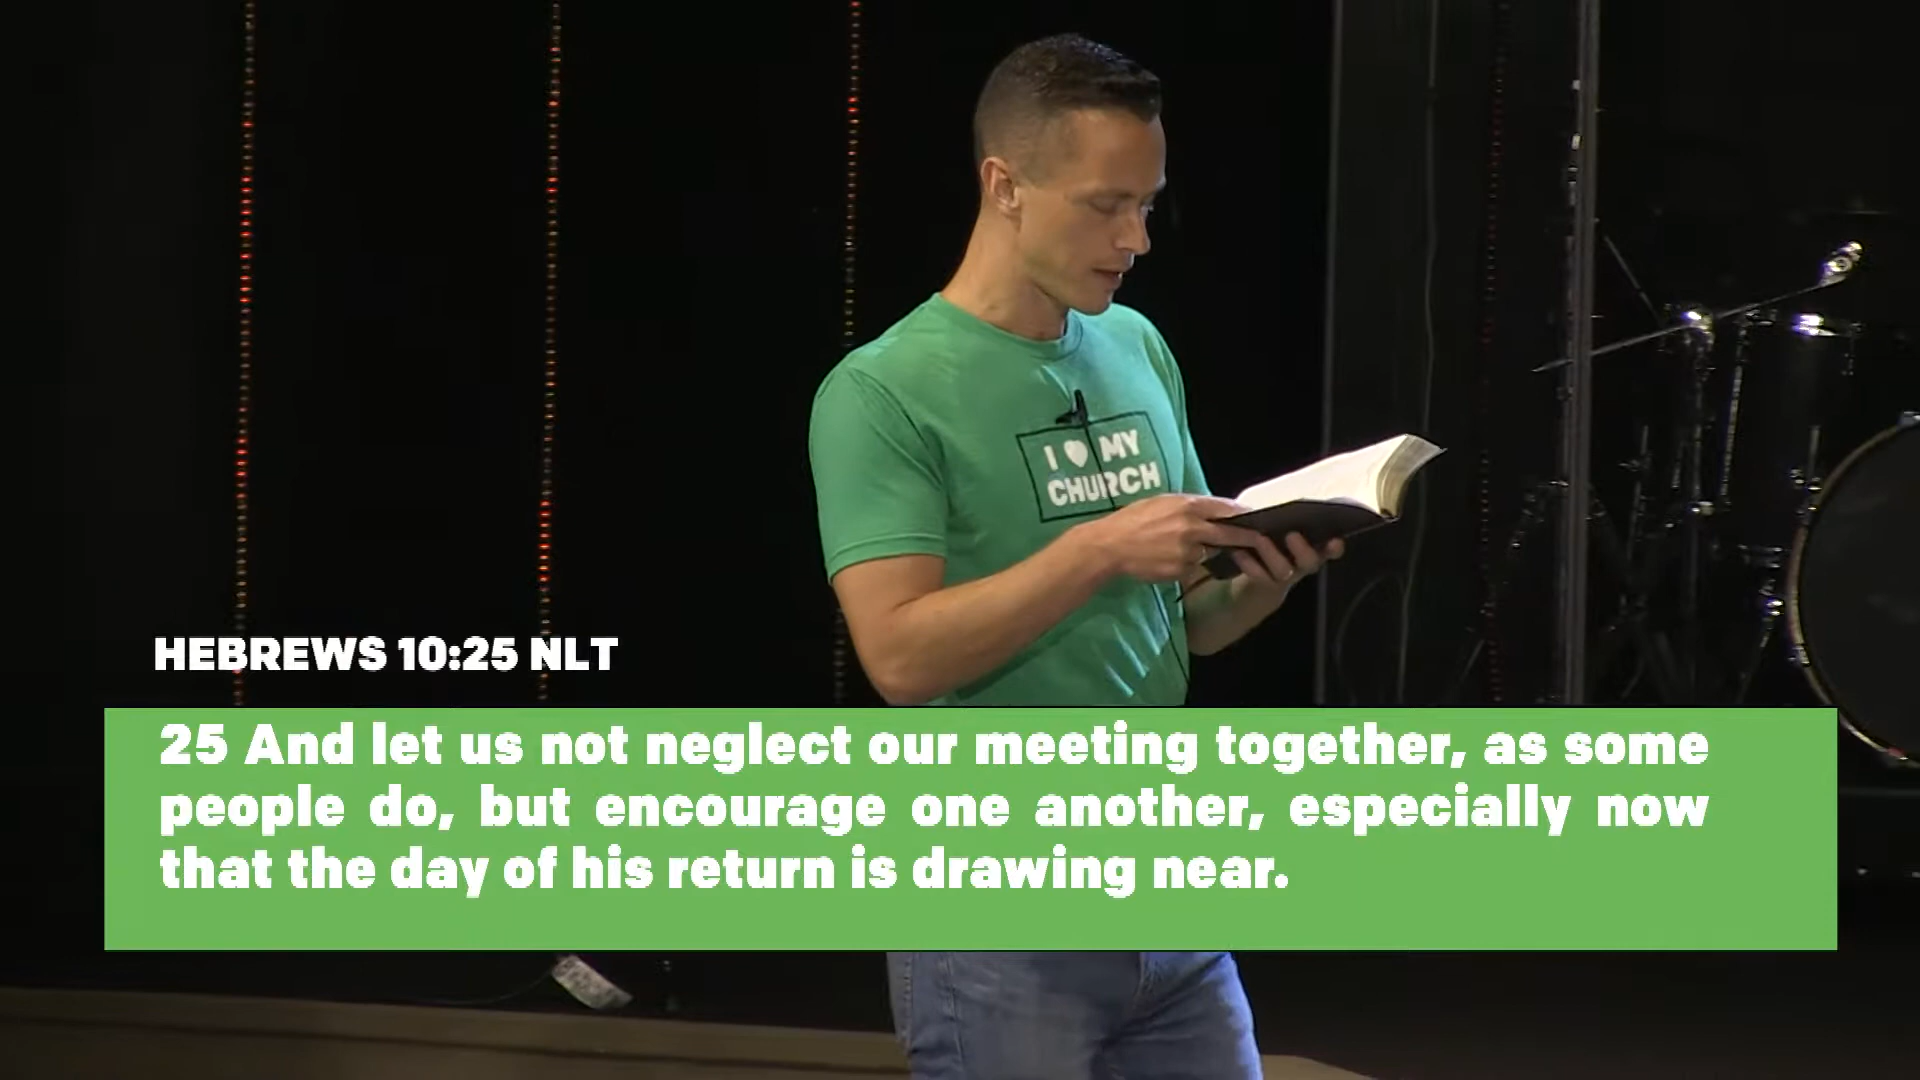 I ♥ MY
CHURCH
HEBREWS 10:25 NLT
25 And let us not neglect our meeting together, as some
people do, but encourage one another, especially now
that the day of his return is drawing near.